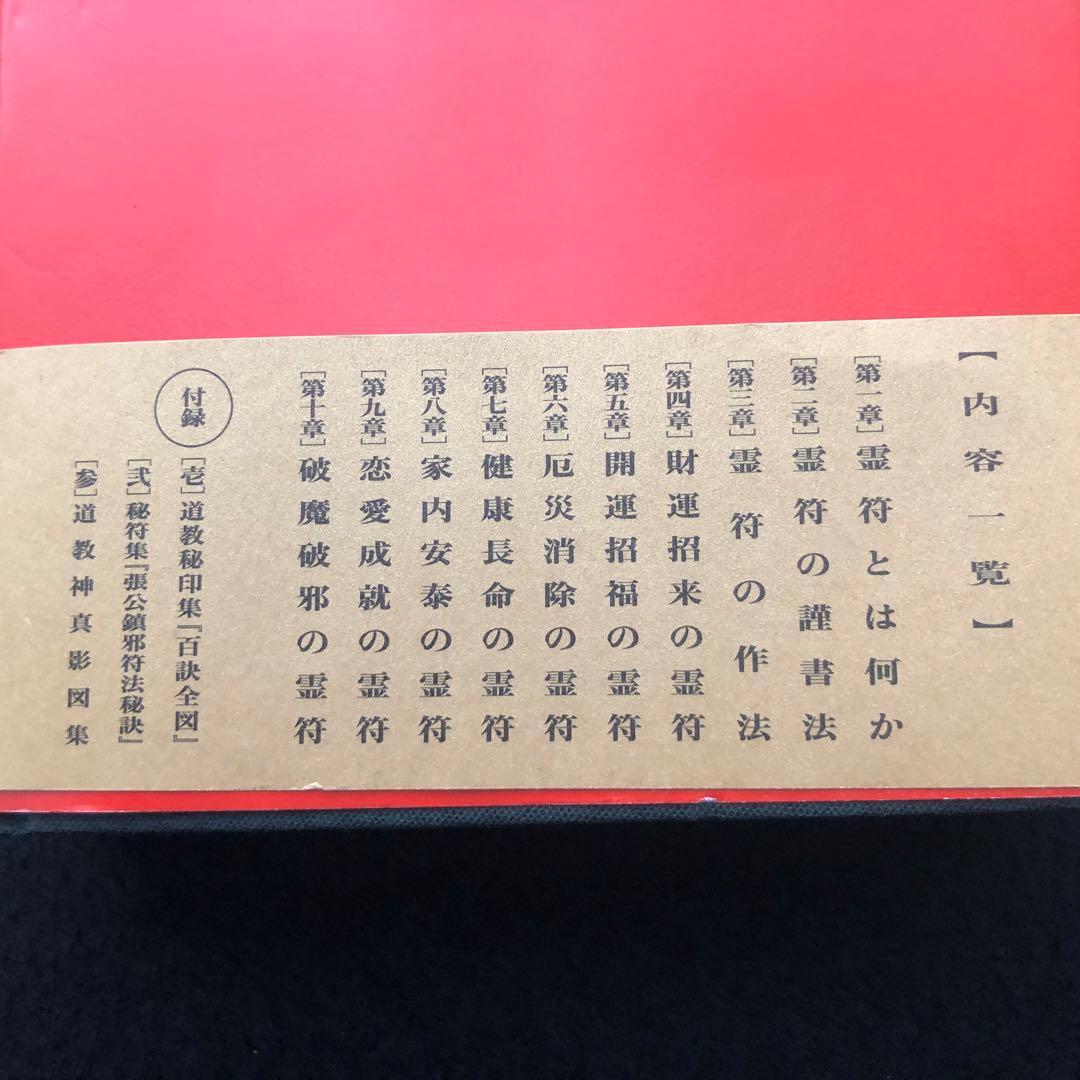 【内容一覧】
[第一章]霊符とは何か
[第二章]霊符の謹書法
[第三章]霊符の作法
[第四章]財運招来の霊符
[第五章]開運招福の霊符
[第六章]厄災消除の霊符
[第七章]健康長命の霊符
[第八章]家内安泰の霊符
[第九章]恋愛成就の霊符
[第十章]破魔破邪の霊符
付録
[壱]道教秘印集『百訣全図』
[弐]秘符集『張公鎮邪符法秘訣』
[参]道教神真影図集